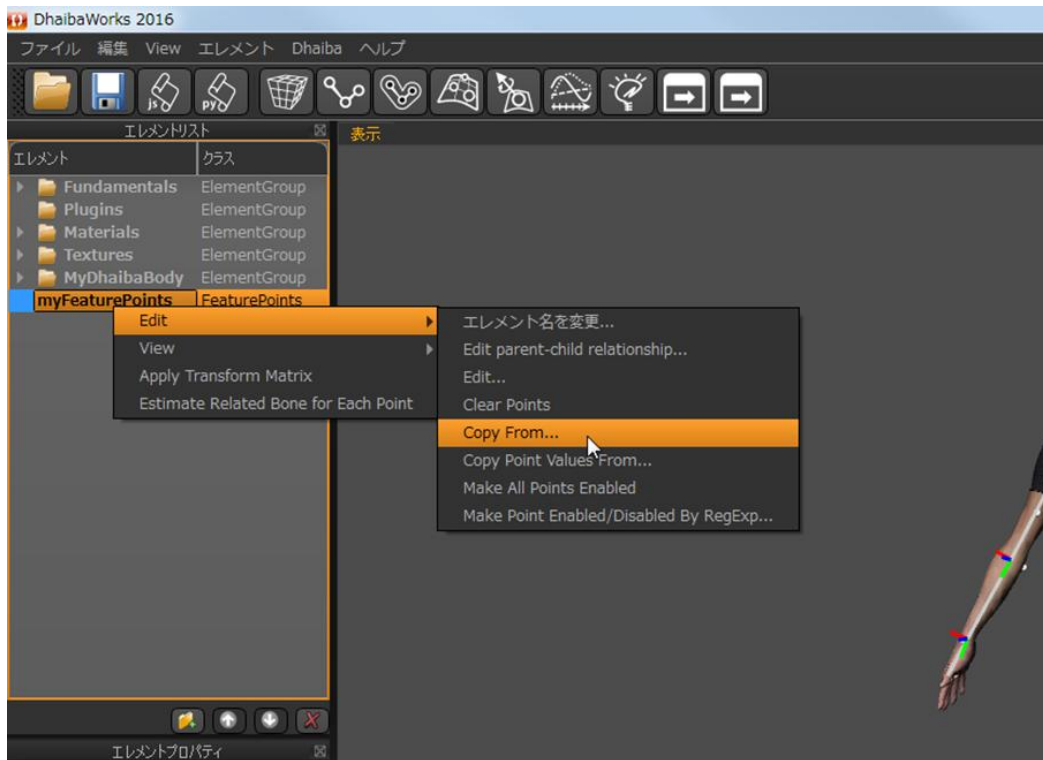 DhaibaWorks 2016
ファイル 編集 View エレメント Dhaiba ヘルプ
js py
エレメントリスト
表示
エレメント クラス
Fundamentals ElementGroup
Plugins ElementGroup
Materials ElementGroup
Textures ElementGroup
MyDhaibaBody ElementGroup
myFeaturePoints FeaturePoints
Edit
View
Apply Transform Matrix
Estimate Related Bone for Each Point
エレメント名を変更...
Edit parent-child relationship...
Edit...
Clear Points
Copy From...
Copy Point Values From...
Make All Points Enabled
Make Point Enabled/Disabled By RegExp...
エレメントプロパティ